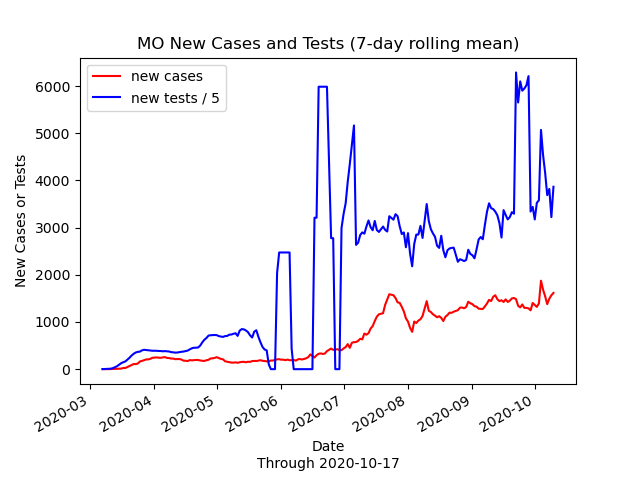 MO New Cases and Tests (7-day rolling mean)
new cases
new tests / 5
6000
5000
4000
3000
2000
1000
0
New Cases or Tests
2020-03
2020-04
2020-05
2020-06
2020-07
2020-08
2020-09
2020-10
Date
Through 2020-10-17